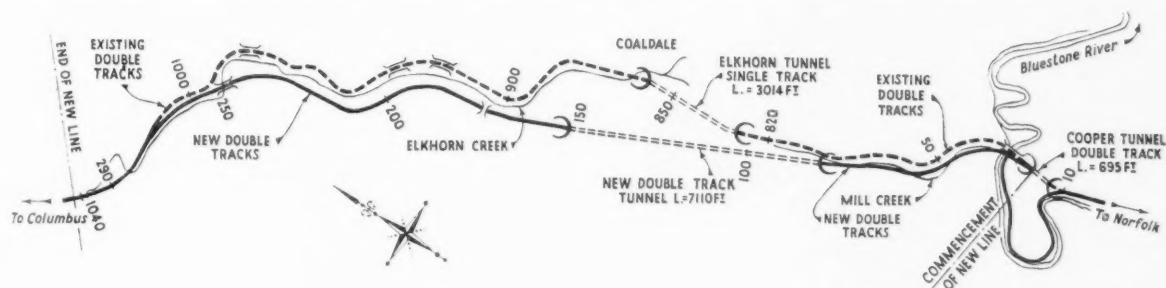 END OF NEW LINE
EXISTING
DOUBLE
TRACKS
1000
250
NEW DOUBLE
TRACKS
290
1040
To Columbus
200
900
ELKHORN CREEK
COALDALE
850
ELKHORN TUNNEL
SINGLE TRACK
L. = 3014 FT
150
820
100
NEW DOUBLE TRACK
TUNNEL L=7110 FT
EXISTING
DOUBLE
TRACKS
50
MILL CREEK
NEW DOUBLE
TRACKS
Bluestone River
COOPER TUNNEL
DOUBLE TRACK
L. = 695 FT
10
To Norfolk
COMMENCEMENT
OF NEW LINE